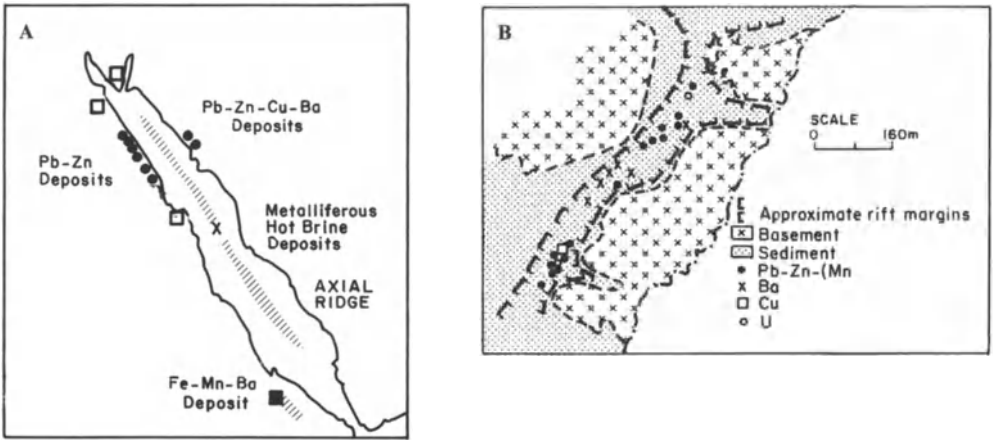 A
Pb-Zn-Cu-Ba
Deposits
Pb-Zn
Deposits
Metalliferous
Hot Brine
Deposits
AXIAL
RIDGE
Fe-Mn-Ba
Deposit
B
SCALE
0 160m
Approximate rift margins
Basement
Sediment
Pb-Zn-(Mn
Ba
Cu
U